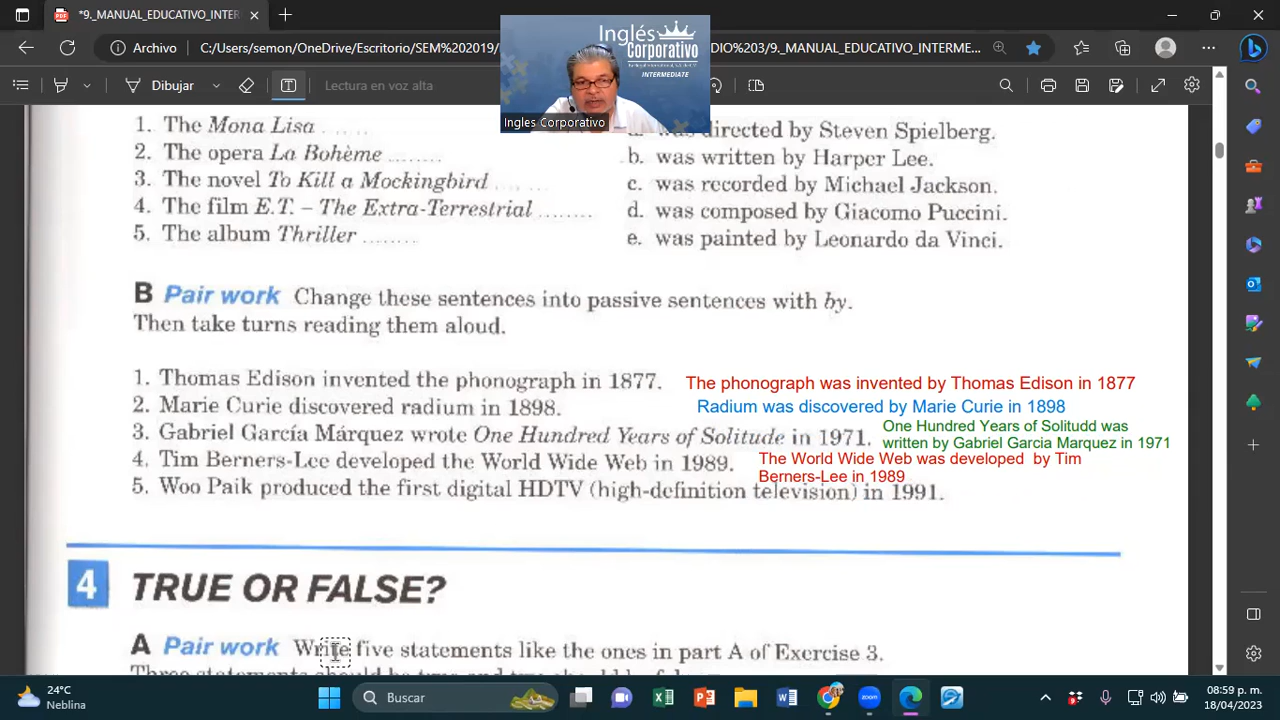 *9_MANUAL_EDUCATIVO_INTERI
Archivo
C:/Users/semon/OneDrive/Escritorio/SEM%202019/
DIO%203/9._MANUAL_EDUCATIVO_INTERME...
Dibujar
Lectura en voz alta
Inglés
Corporativo
INTERMEDIATE
Ingles Corporativo
1. The Mona Lisa ......
a. was directed by Steven Spielberg.
2. The opera La Bohème ........
b. was written by Harper Lee.
3. The novel To Kill a Mockingbird ......
c. was recorded by Michael Jackson.
4. The film E.T. – The Extra-Terrestrial ........
d. was composed by Giacomo Puccini.
5. The album Thriller ........
e. was painted by Leonardo da Vinci.
B Pair work Change these sentences into passive sentences with by.
Then take turns reading them aloud.
1. Thomas Edison invented the phonograph in 1877.
The phonograph was invented by Thomas Edison in 1877
2. Marie Curie discovered radium in 1898.
Radium was discovered by Marie Curie in 1898
3. Gabriel García Márquez wrote One Hundred Years of Solitude in 1971.
One Hundred Years of Solitudd was
written by Gabriel Garcia Marquez in 1971
4. Tim Berners-Lee developed the World Wide Web in 1989.
The World Wide Web was developed by Tim
Berners-Lee in 1989
5. Woo Paik produced the first digital HDTV (high-definition television) in 1991.
4 TRUE OR FALSE?
A Pair work Write five statements like the ones in part A of Exercise 3.
24°C
Neblina
Buscar
08:59 p. m.
18/04/2023